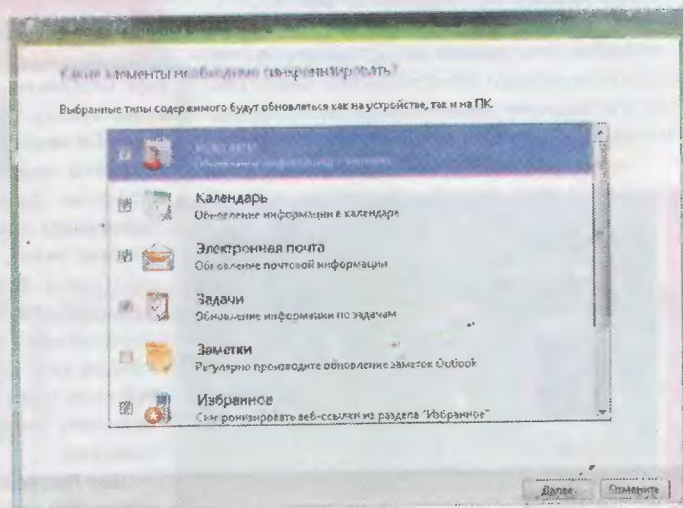 Какие элементы необходимо синхронизировать?
Выбранные типы содержимого будут обновляться как на устройстве, так и на ПК.
Календарь
Обновление информации в календаре
Электронная почта
Обновление почтовой информации
Задачи
Обновление информации по задачам
Заметки
Регулярно производите обновление заметок Outlook
Избранное
Синхронизировать веб-ссылки из раздела "Избранное"
Далее
Отменить